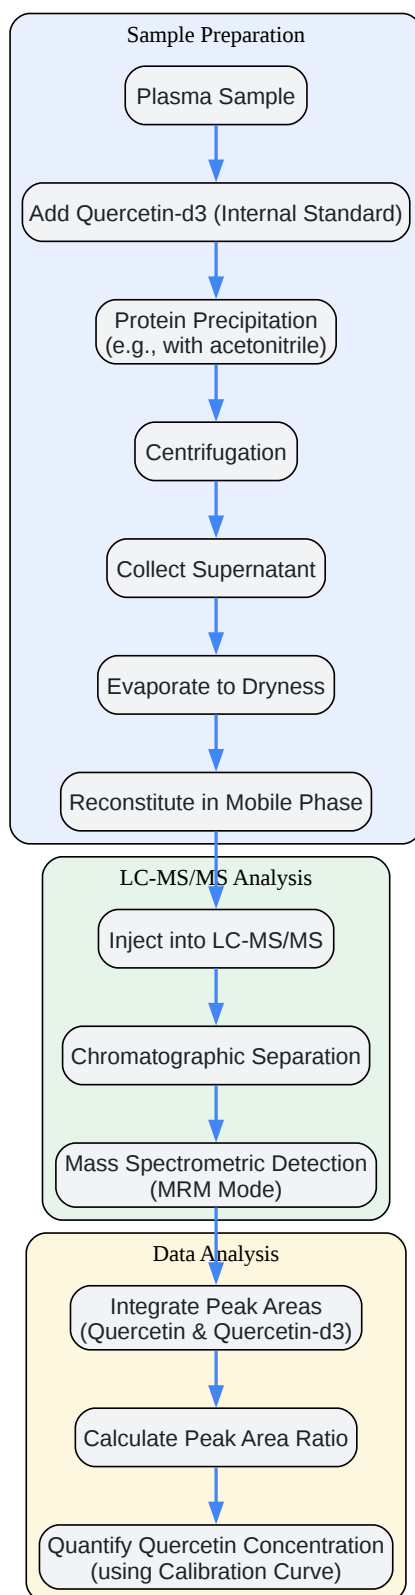 Sample Preparation
Plasma Sample
Add Quercetin-d3 (Internal Standard)
Protein Precipitation
(e.g., with acetonitrile)
Centrifugation
Collect Supernatant
Evaporate to Dryness
Reconstitute in Mobile Phase
LC-MS/MS Analysis
Inject into LC-MS/MS
Chromatographic Separation
Mass Spectrometric Detection
(MRM Mode)
Data Analysis
Integrate Peak Areas
(Quercetin & Quercetin-d3)
Calculate Peak Area Ratio
Quantify Quercetin Concentration
(using Calibration Curve)